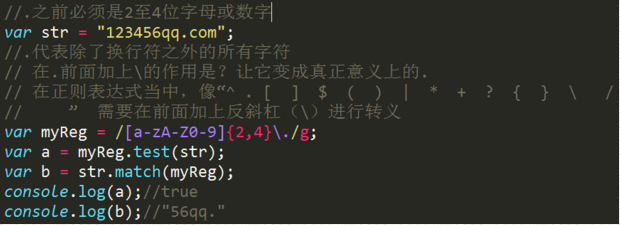 //.之前必须是2至4位字母或数字
var str = "123456qq.com";
//.代表除了换行符之外的所有字符
// 在.前面加上\的作用是？让它变成真正意义上的.
// 在正则表达式当中，像“^ . [ ] $ ( ) | * + ? { } \ /
// ” 需要在前面加上反斜杠（\）进行转义
var myReg = /[a-zA-Z0-9]{2,4}\./g;
var a = myReg.test(str);
var b = str.match(myReg);
console.log(a);//true
console.log(b);//"56qq."